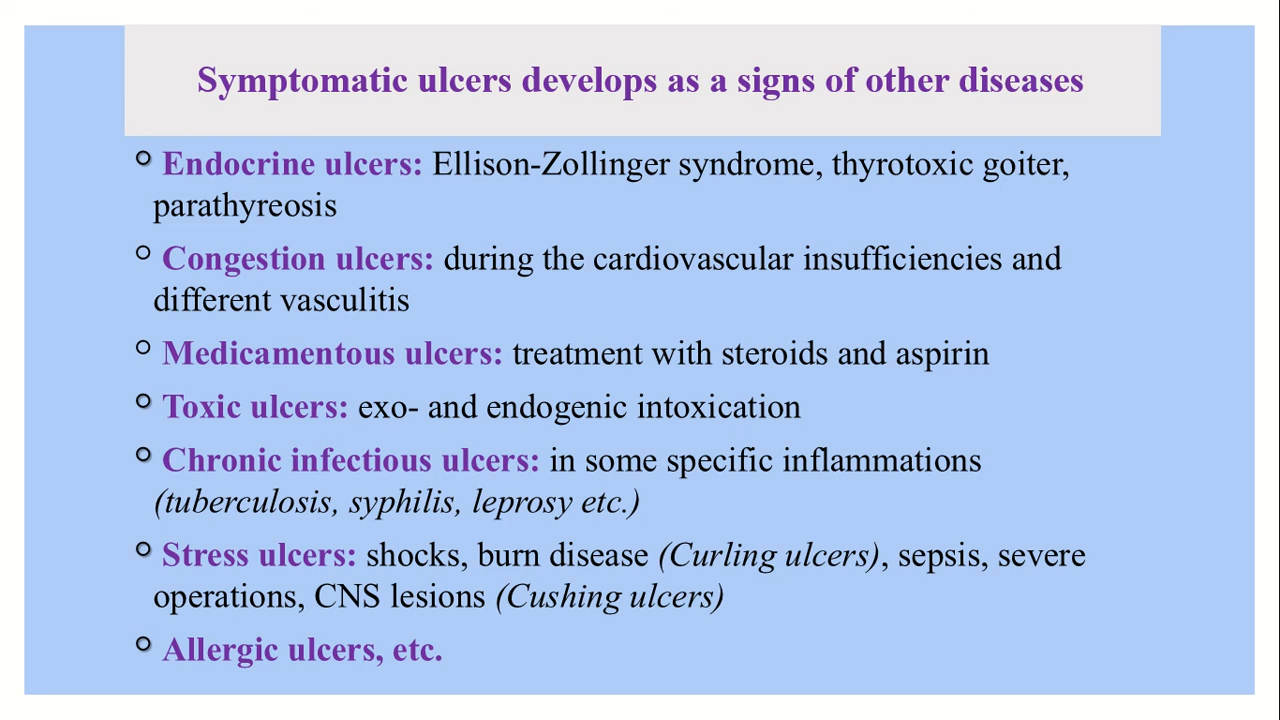 Symptomatic ulcers develops as a signs of other diseases
Endocrine ulcers: Ellison-Zollinger syndrome, thyrotoxic goiter,
parathyreosis
Congestion ulcers: during the cardiovascular insufficiencies and
different vasculitis
Medicamentous ulcers: treatment with steroids and aspirin
Toxic ulcers: exo- and endogenic intoxication
Chronic infectious ulcers: in some specific inflammations
(tuberculosis, syphilis, leprosy etc.)
Stress ulcers: shocks, burn disease (Curling ulcers), sepsis, severe
operations, CNS lesions (Cushing ulcers)
Allergic ulcers, etc.